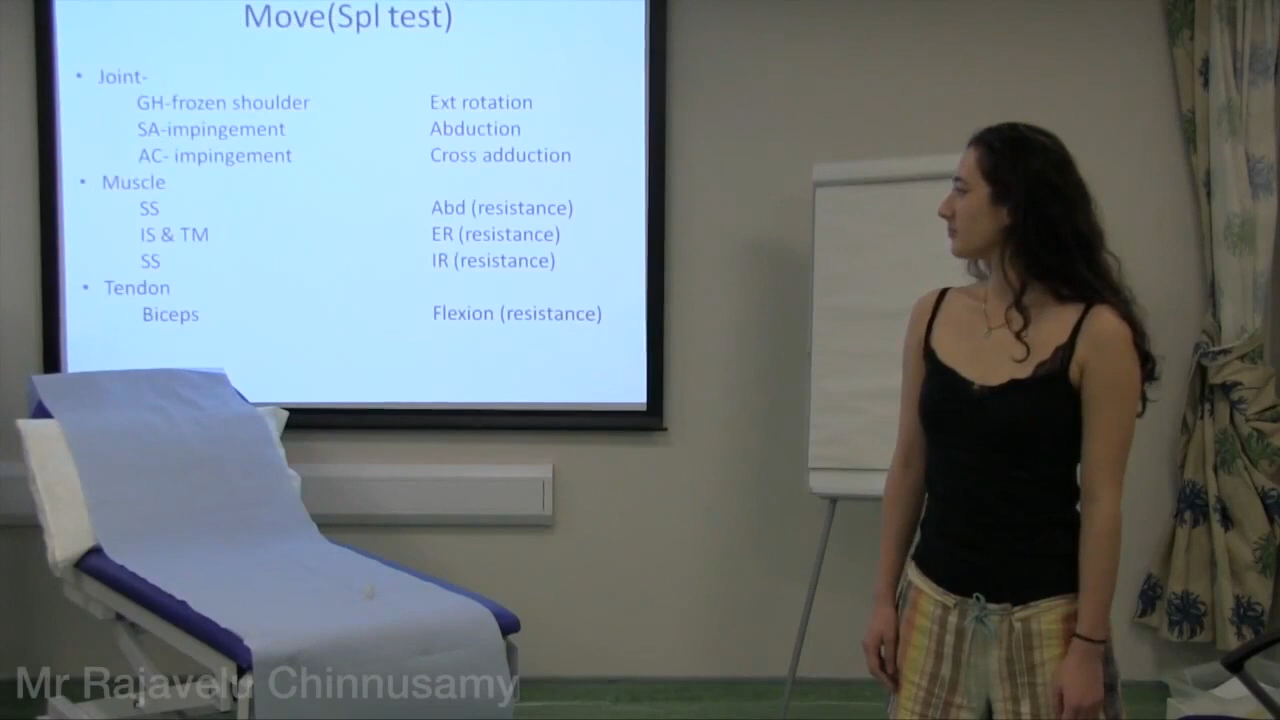 Move(Spl test)
• Joint-
GH-frozen shoulder Ext rotation
SA-impingement Abduction
AC- impingement Cross adduction
• Muscle
SS Abd (resistance)
IS & TM ER (resistance)
SS IR (resistance)
• Tendon
Biceps Flexion (resistance)
Mr Rajavelu Chinnusamy